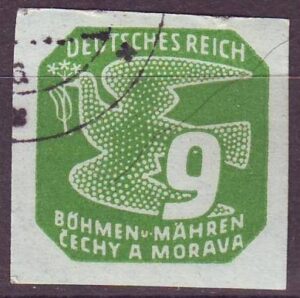 DEUTSCHES REICH
9
BÖHMEN u. MÄHREN
ČECHY A MORAVA